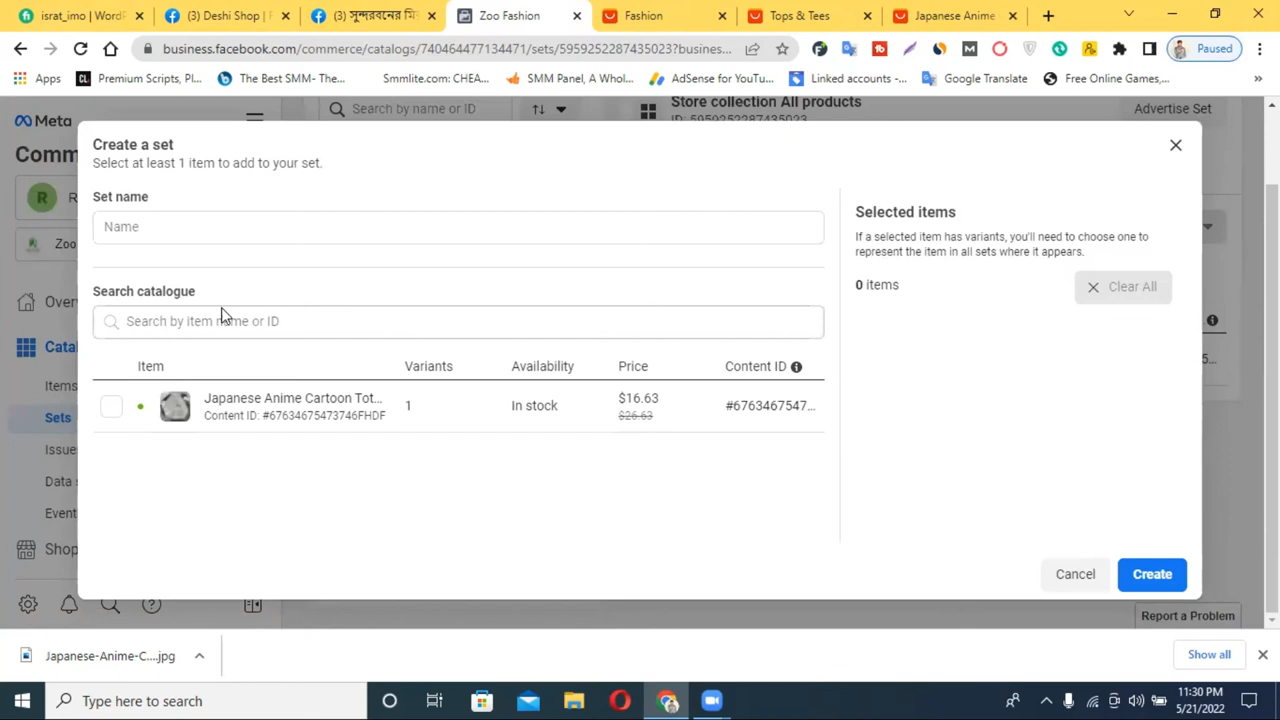 israt_imo | WordP
(3) Deshi Shop | F
(3) সুন্দরবনের মি
Zoo Fashion
Fashion
Tops & Tees
Japanese Anime
business.facebook.com/commerce/catalogs/740464477134471/sets/5959252287435023?busines...
Paused
Apps
Premium Scripts, Pl...
The Best SMM- The...
Smmlite.com: CHEA...
SMM Panel, A Whol...
AdSense for YouTu...
Linked accounts -...
Google Translate
Free Online Games,...
Meta
Search by name or ID
Store collection All products
ID: 5959252287435023
Advertise Set
Comm
R
R
Zoo
Over
Catal
Items
Sets
Issue
Data s
Event
Shop
Create a set
Select at least 1 item to add to your set.
Set name
Name
Search catalogue
Search by item name or ID
Item Variants Availability Price Content ID
Japanese Anime Cartoon Tot... 1 In stock $16.63 #6763467547...
Content ID: #67634675473746FHDF $26.63
Selected items
If a selected item has variants, you'll need to choose one to
represent the item in all sets where it appears.
0 items
Clear All
Cancel
Create
Report a Problem
Japanese-Anime-C....jpg
Show all
Type here to search
11:30 PM
5/21/2022